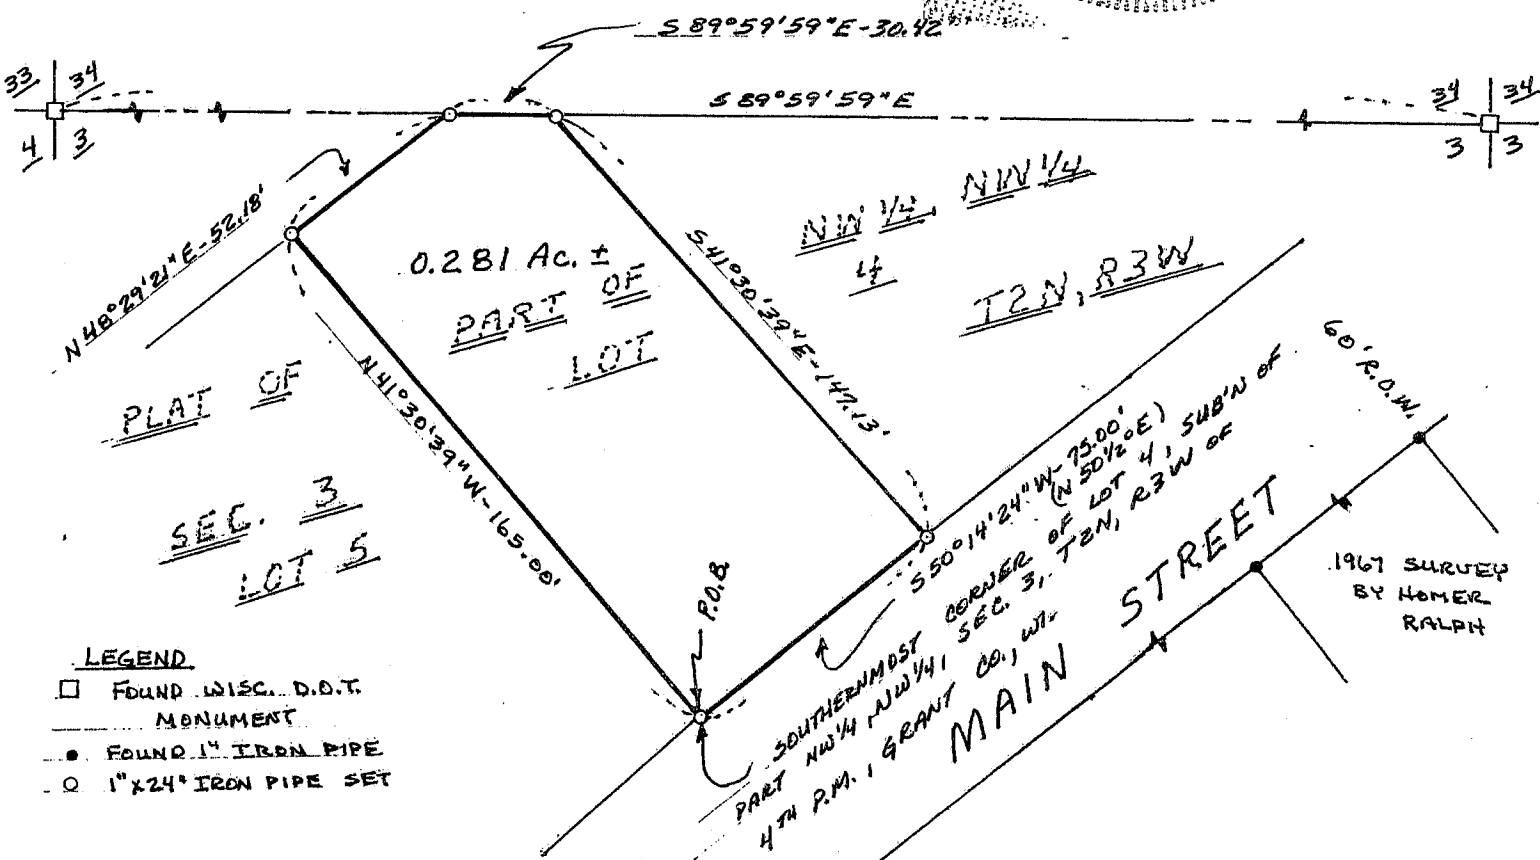 S 89°59'59"E-30.42
33 34
4 3
S 89°59'59"E
34 34
3 3
N 48°29'21"E-52.18'
0.281 Ac. ±
PART OF
LOT
S 41°30'39"E-147.13'
NW 1/4, NW 1/4
4
T2N, R3W
PLAT OF
SEC. 3
LOT 5
N 41°30'39"W-165.00'
P.O.B.
S 50°14'24"W-75.00'
(N 50 1/2°E)
SOUTHERNMOST CORNER OF LOT 4, SUB'N OF
PART NW 1/4, NW 1/4, SEC. 3, T2N, R3W OF
4TH P.M., GRANT CO., WI.
MAIN STREET
60' R.O.W.
1967 SURVEY
BY HOMER
RALPH
LEGEND
□ FOUND WISC. D.O.T.
MONUMENT
● FOUND 1" IRON PIPE
○ 1"X24" IRON PIPE SET